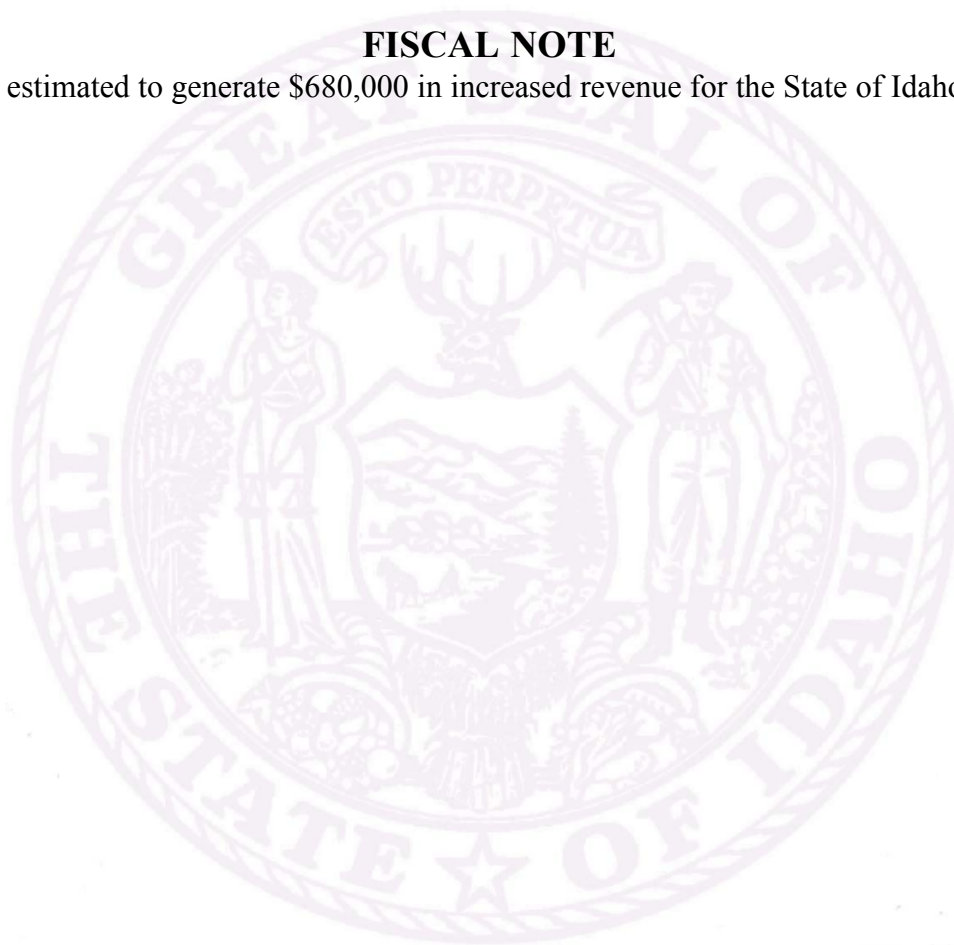 FISCAL NOTE
estimated to generate $680,000 in increased revenue for the State of Idaho
GREAT SEAL OF
ESTO PERPETUA
THE STATE OF IDAHO